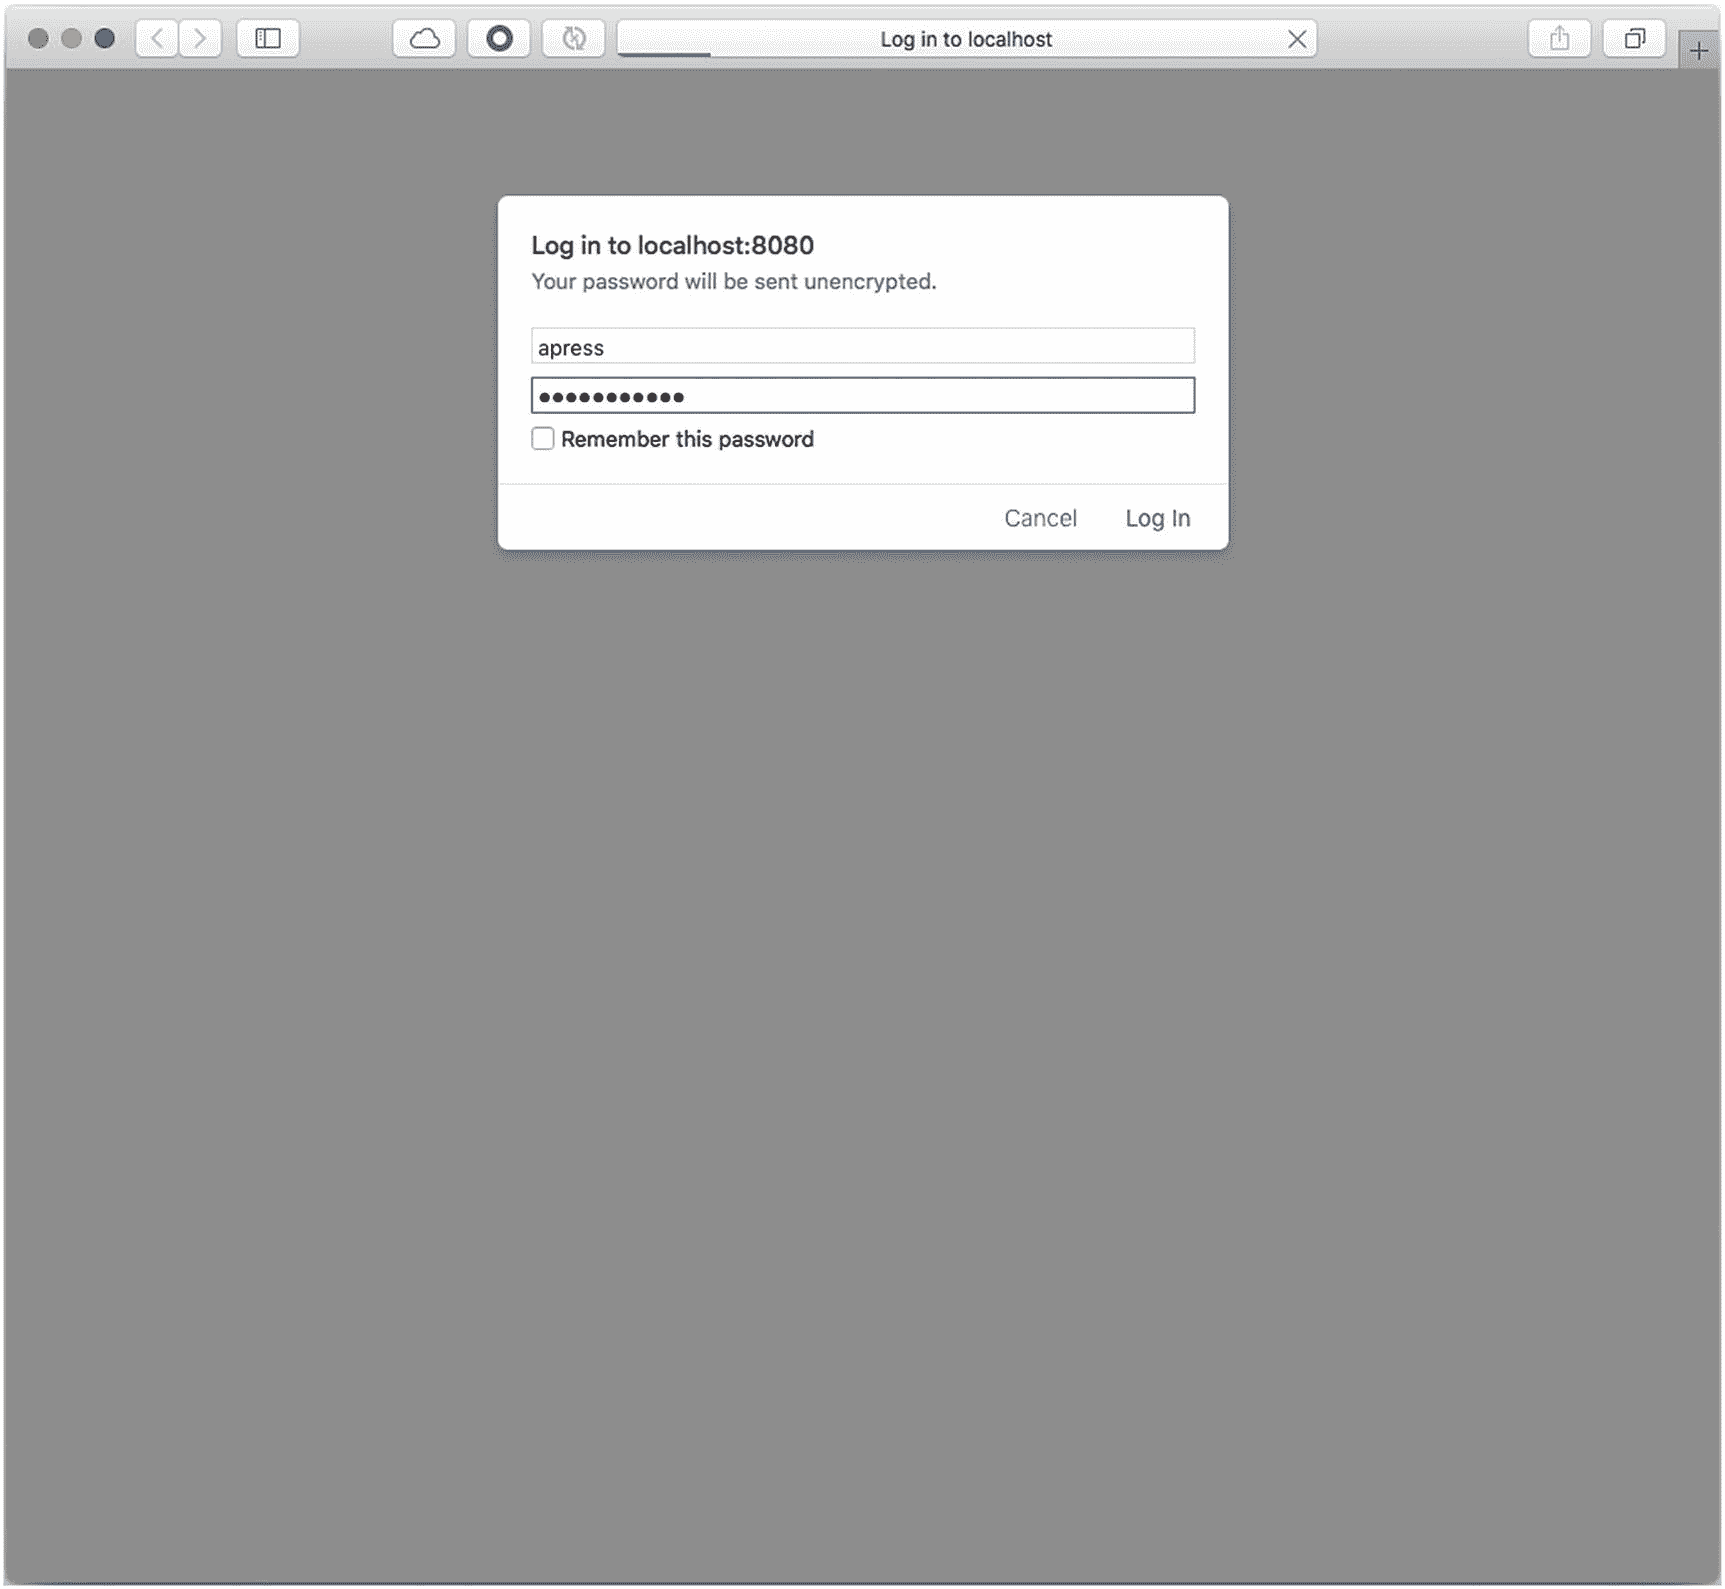 Log in to localhost
Log in to localhost:8080
Your password will be sent unencrypted.
apress
●●●●●●●●●●●
Remember this password
Cancel Log In